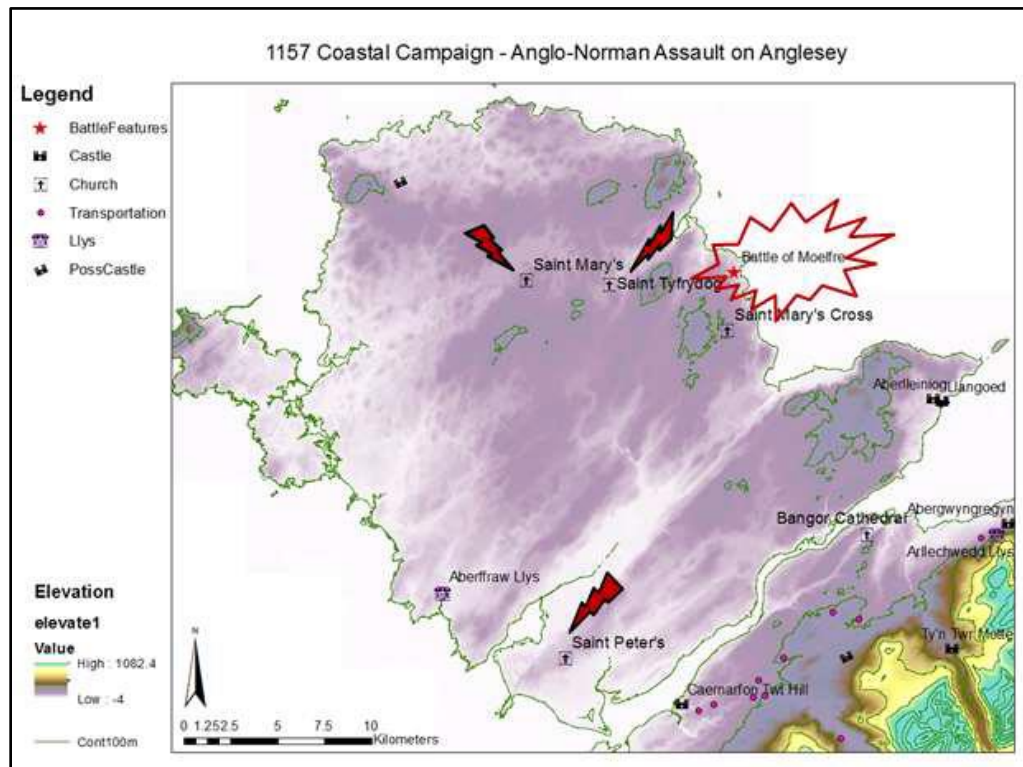 1157 Coastal Campaign - Anglo-Norman Assault on Anglesey
Legend
BattleFeatures
Castle
Church
Transportation
Llys
PossCastle
Saint Mary's
Saint Tyfrydog
Battle of Moelfre
Saint Mary's Cross
Aberlleiniog
Llangoed
Bangor Cathedral
Abergwyngregyn
Arllechwedd Llys
Aberffraw Llys
Saint Peter's
Ty'n Twr Motte
Caernarfon Twt Hill
Elevation
elevate1
Value
High : 1082.4
Low : -4
Cont100m
N
0 1.25 2.5 5 7.5 10
Kilometers